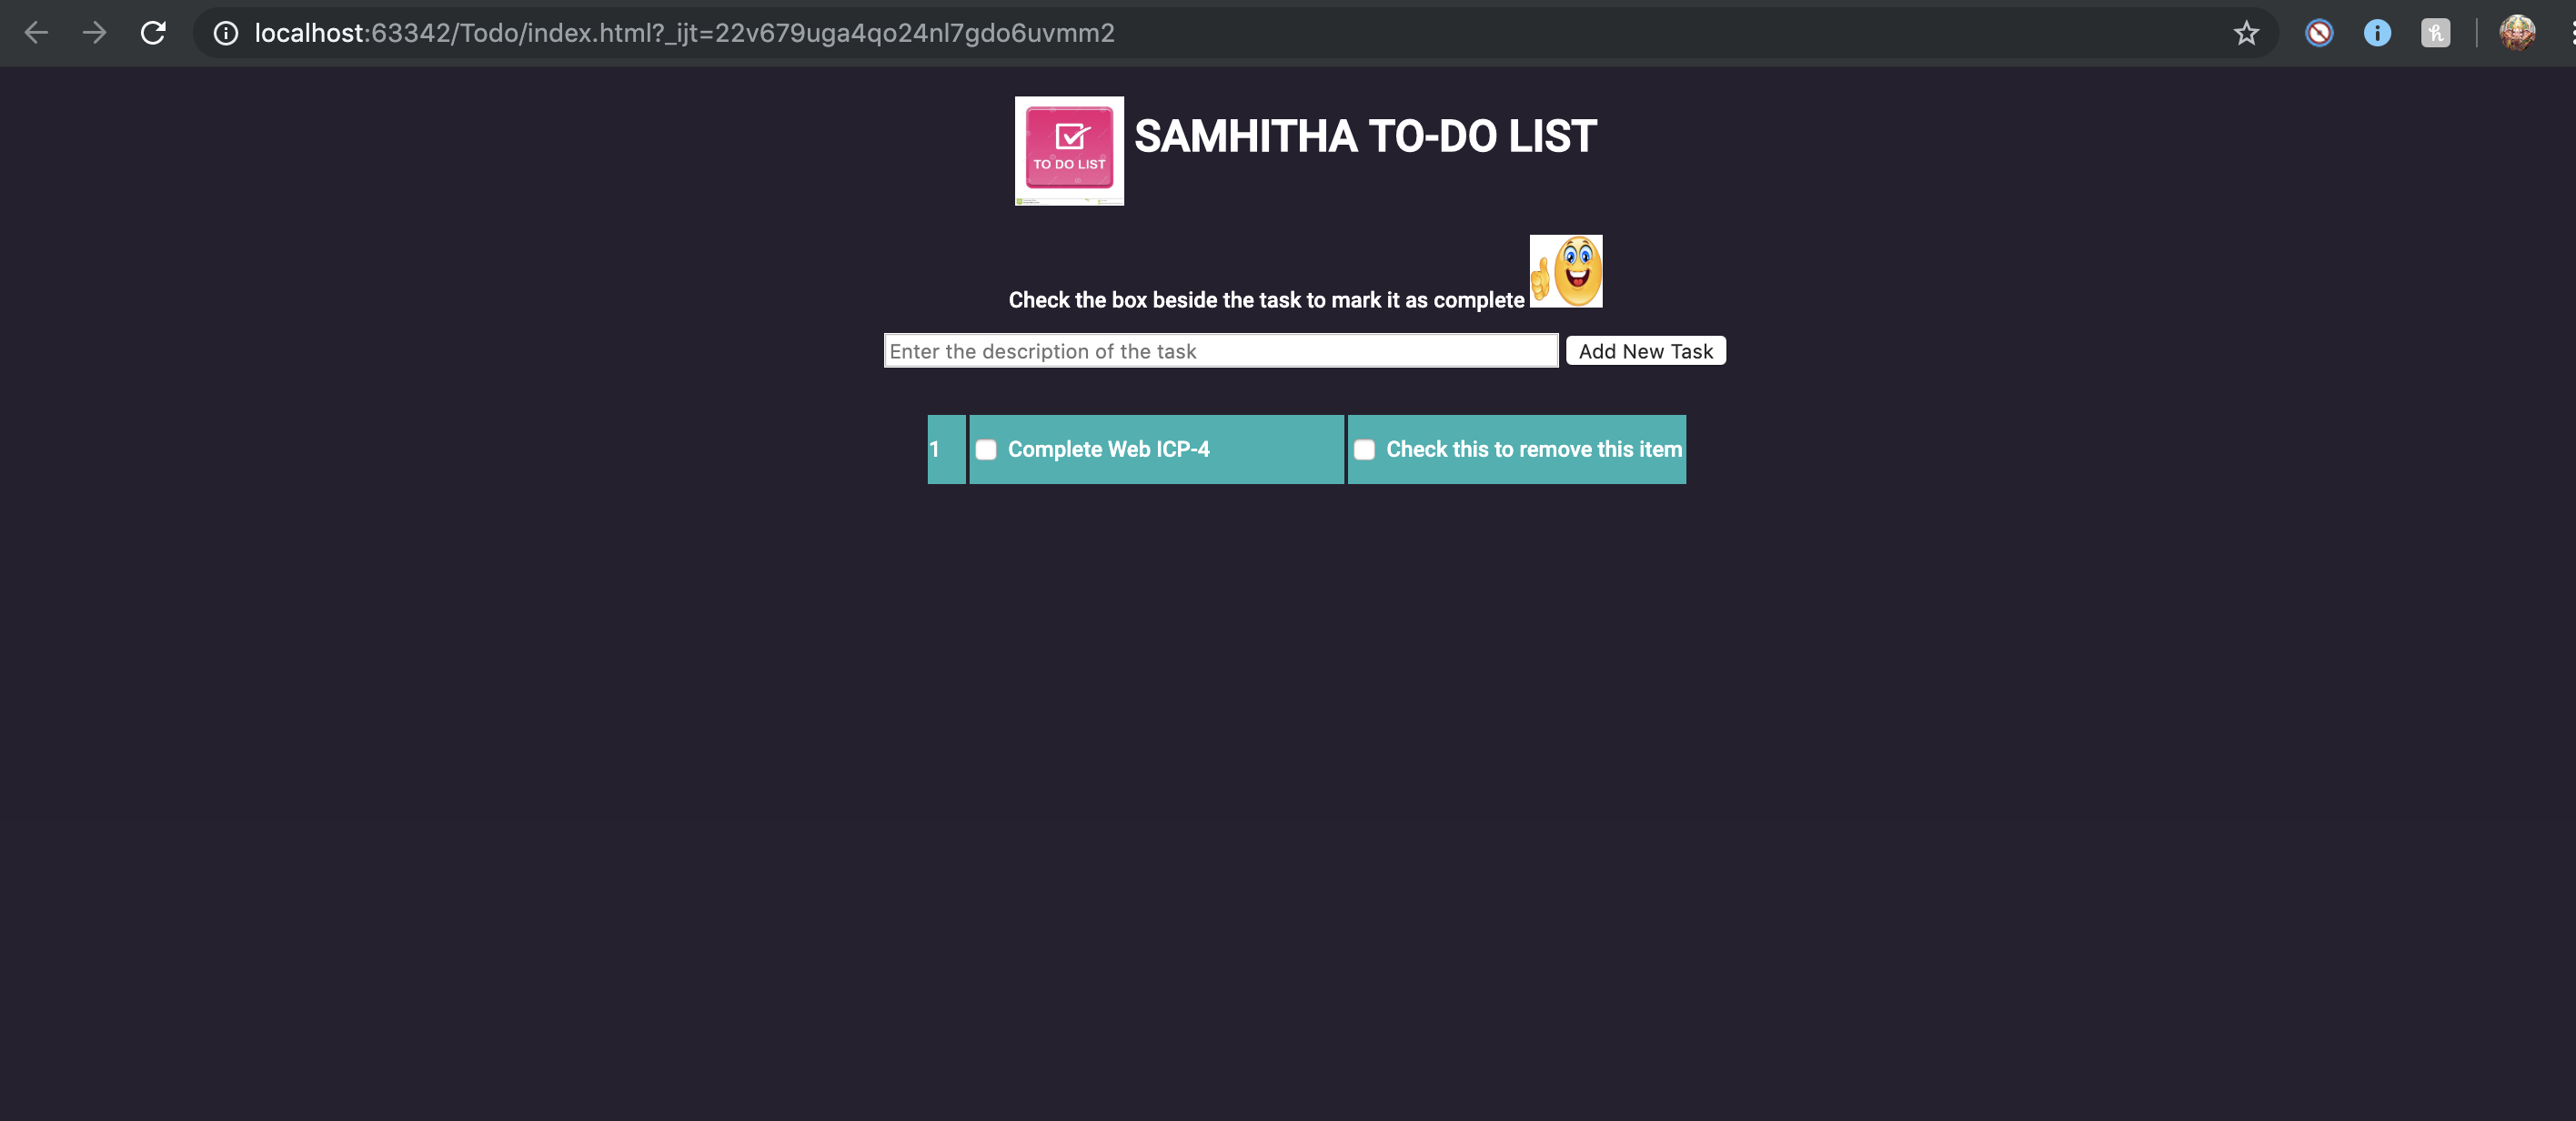 localhost:63342/Todo/index.html?_ijt=22v679uga4qo24nl7gdo6uvmm2
SAMHITHA TO-DO LIST
TO DO LIST
Check the box beside the task to mark it as complete
Enter the description of the task
Add New Task
1
Complete Web ICP-4
Check this to remove this item